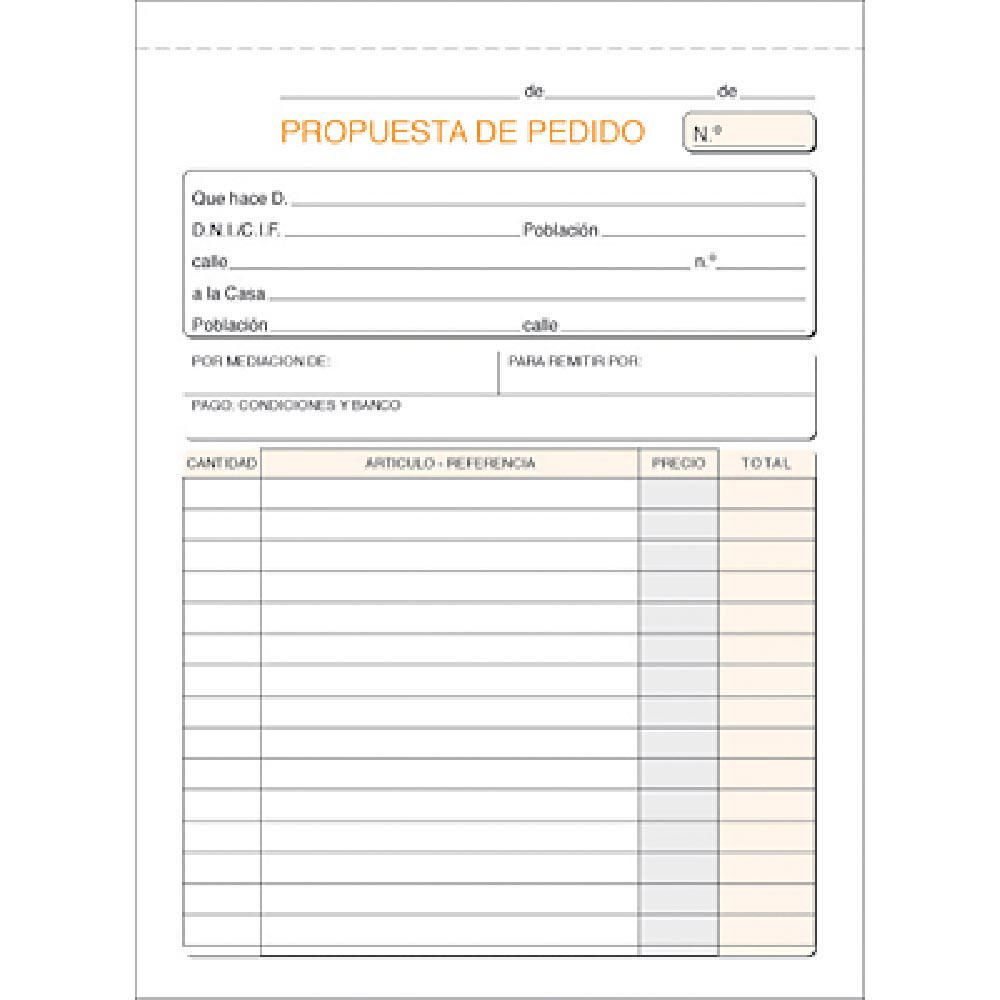 de de
PROPUESTA DE PEDIDO N.º
Que hace D.
D.N.I./C.I.F. Población
calle n.º
a la Casa
Población calle
POR MEDIACION DE: PARA REMITIR POR:
PAGO: CONDICIONES Y BANCO
CANTIDAD ARTICULO - REFERENCIA PRECIO TOTAL